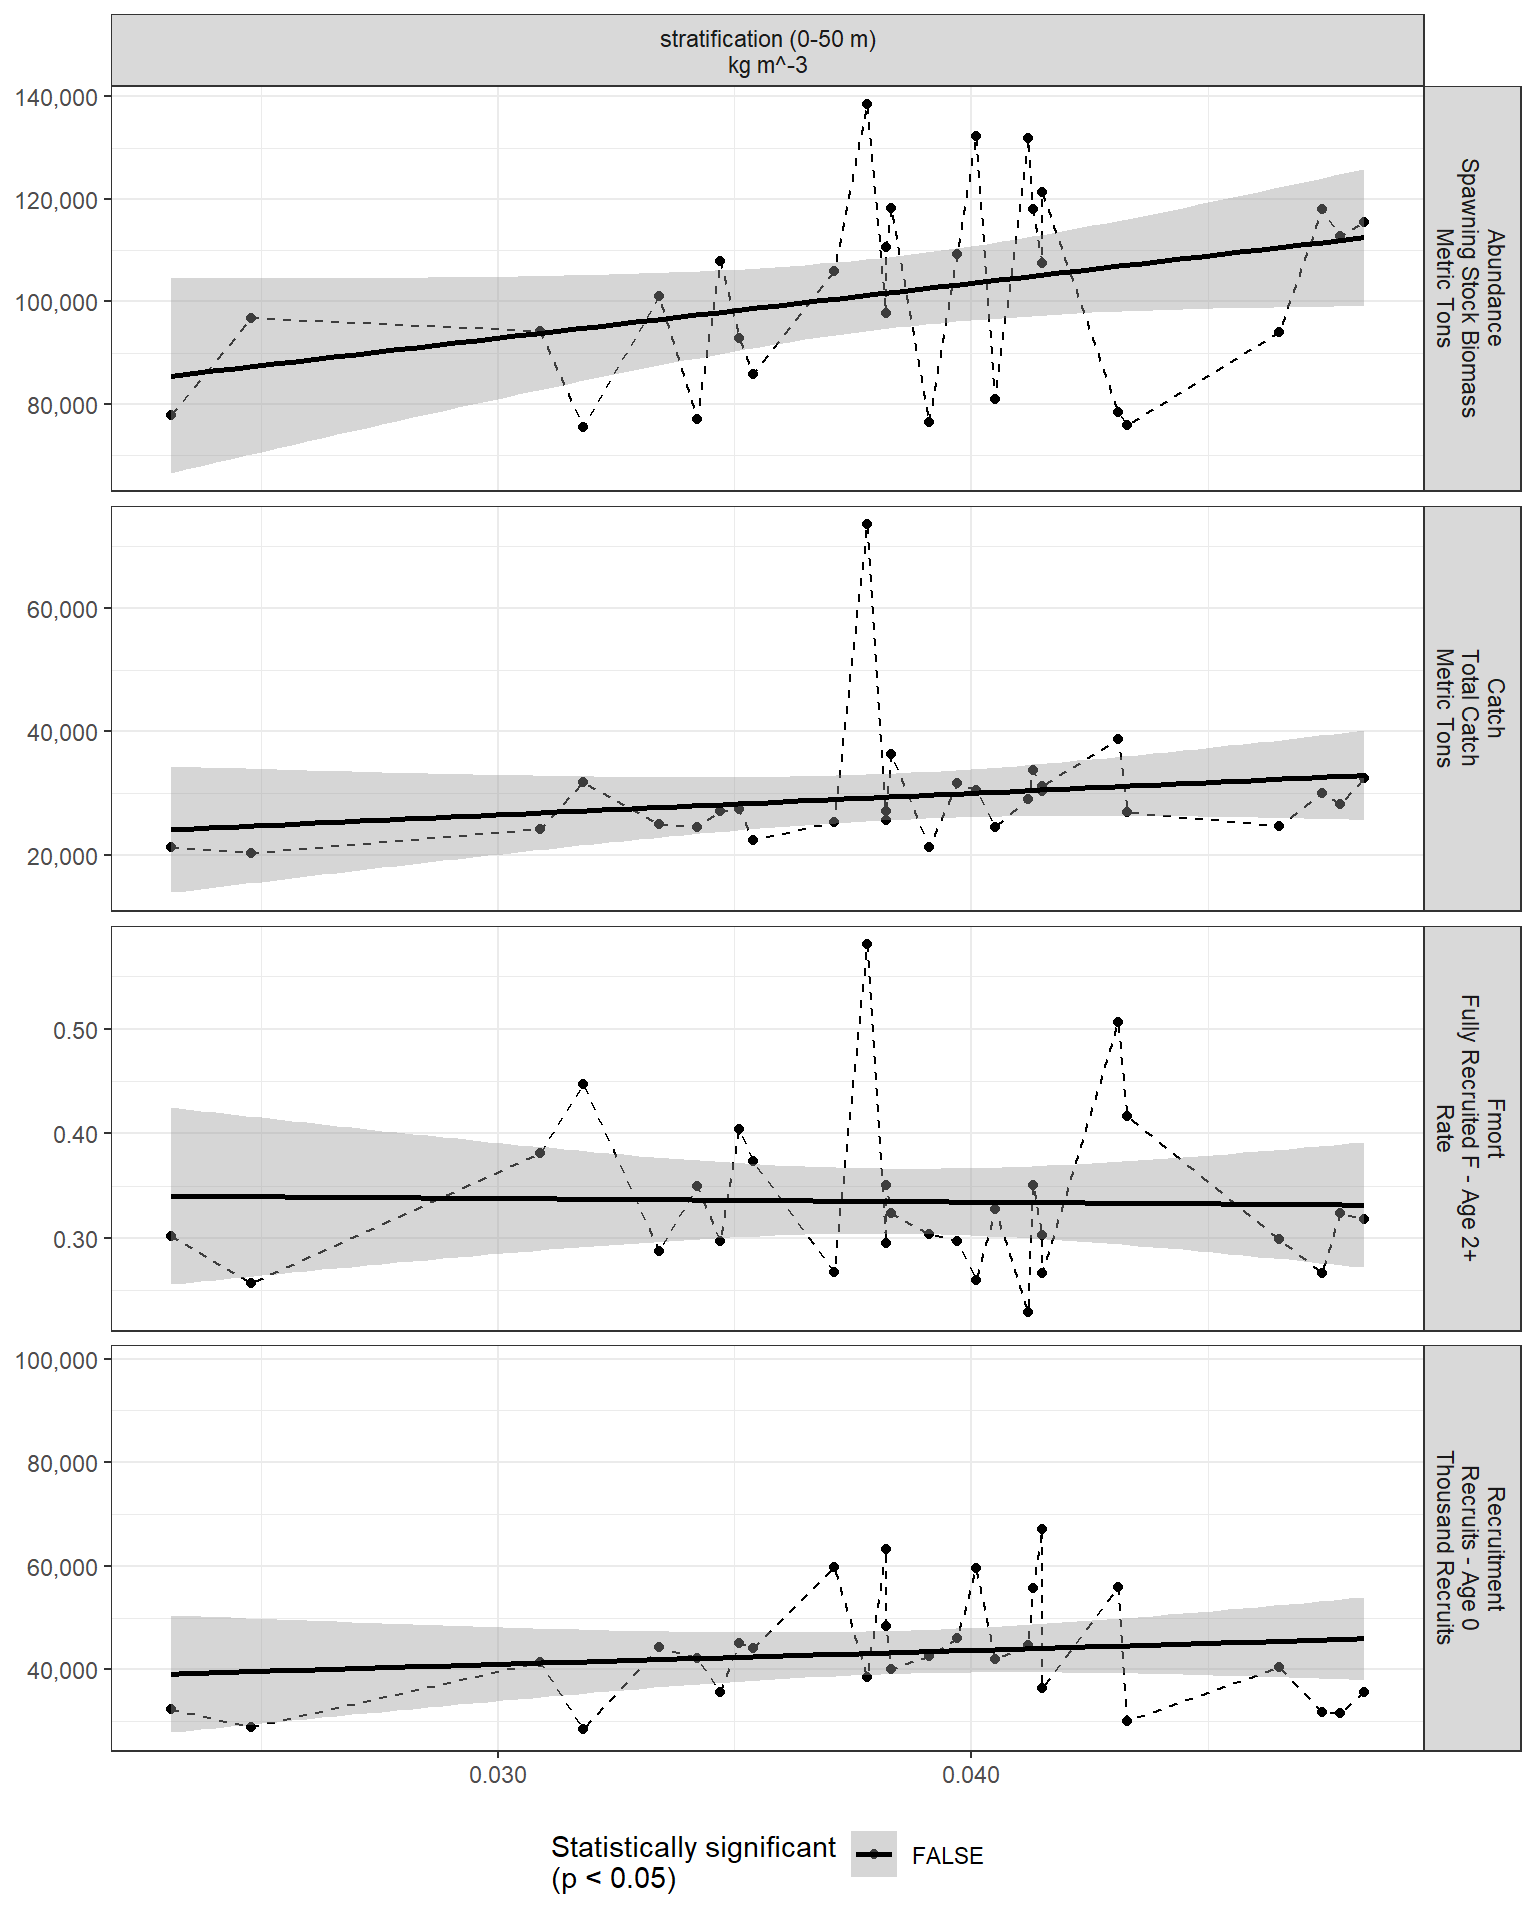 stratification (0-50 m)
kg m^-3
140,000
120,000
100,000
80,000
Abundance
Spawning Stock Biomass
Metric Tons
60,000
40,000
20,000
Catch
Total Catch
Metric Tons
0.50
0.40
0.30
Fmort
Fully Recruited F - Age 2+
Rate
100,000
80,000
60,000
40,000
Recruitment
Recruits - Age 0
Thousand Recruits
0.030
0.040
Statistically significant
(p < 0.05)
FALSE